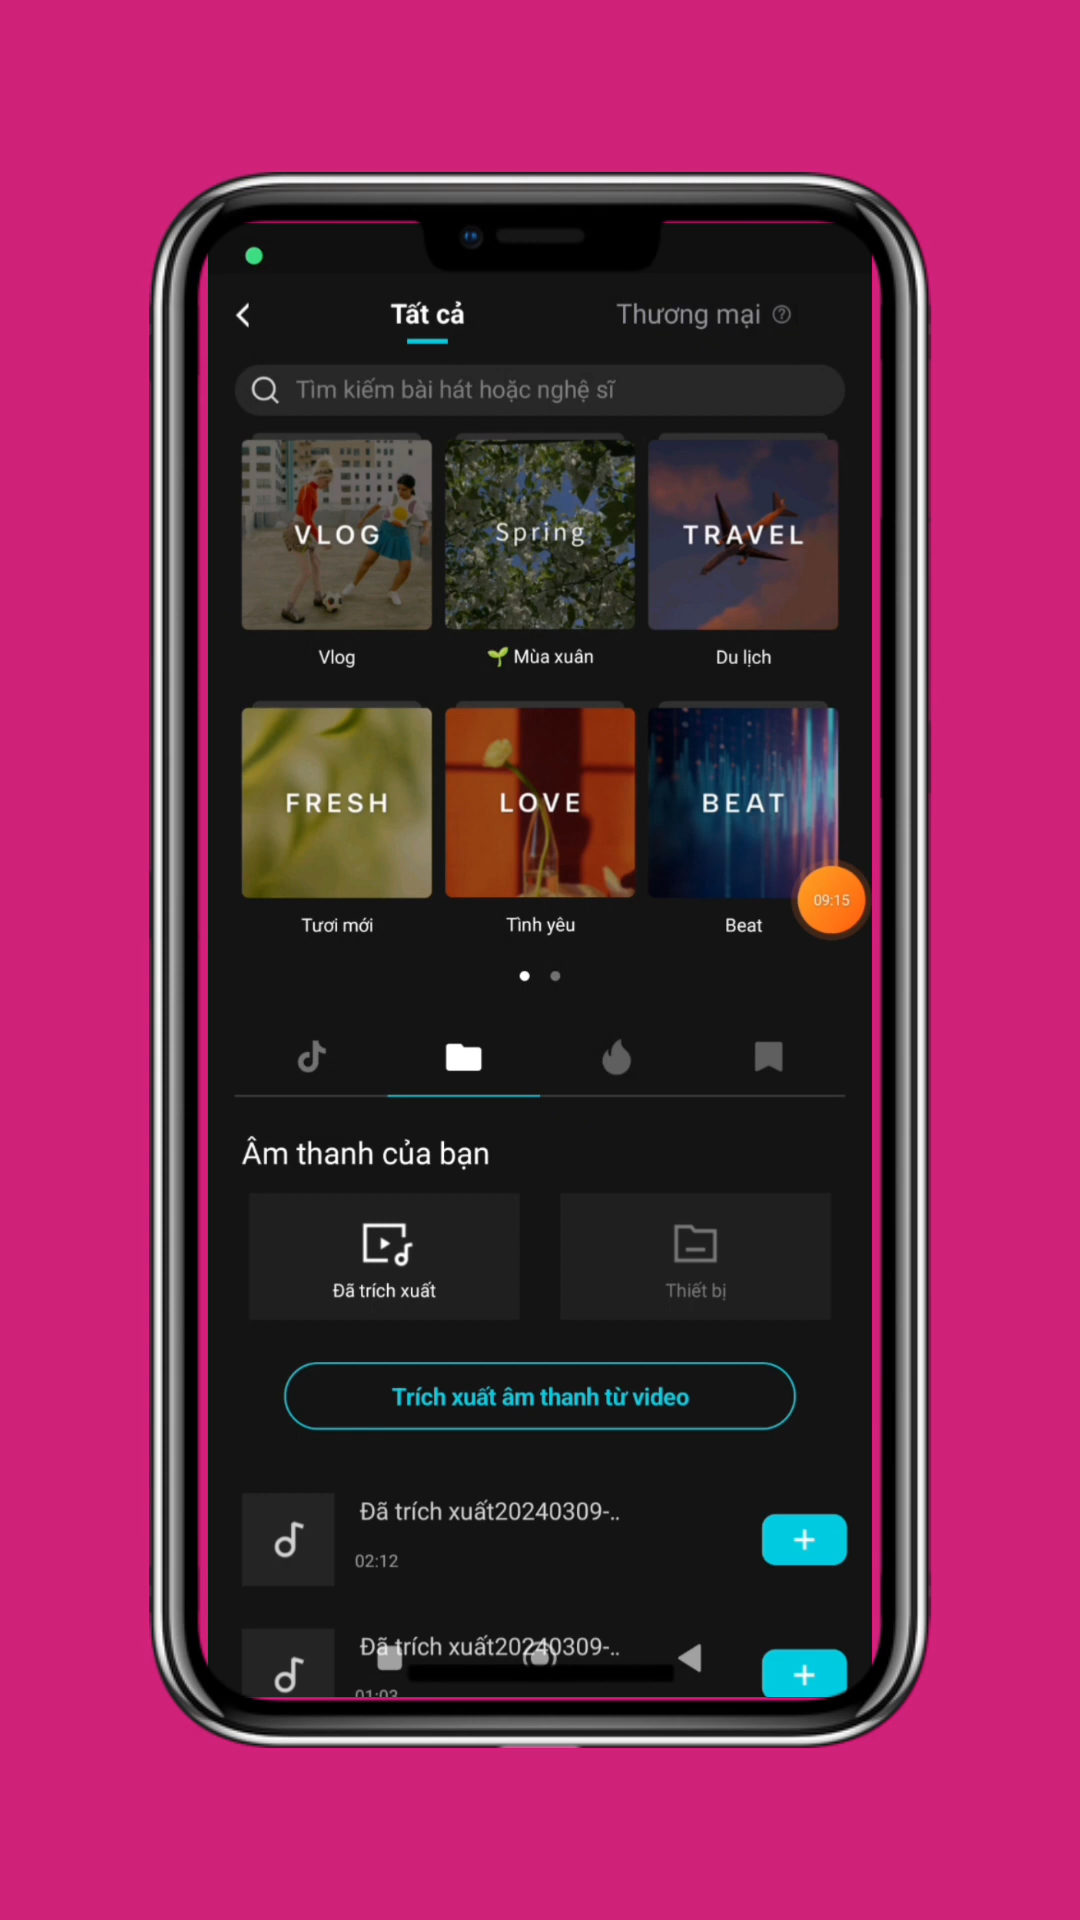 Tất cả
Thương mại
Tìm kiếm bài hát hoặc nghệ sĩ
VLOG
Spring
TRAVEL
Vlog
Mùa xuân
Du lịch
FRESH
LOVE
BEAT
09:15
Tươi mới
Tình yêu
Beat
Âm thanh của bạn
Đã trích xuất
Thiết bị
Trích xuất âm thanh từ video
Đã trích xuất20240309-..
02:12
Đã trích xuất20240309-..
01:03